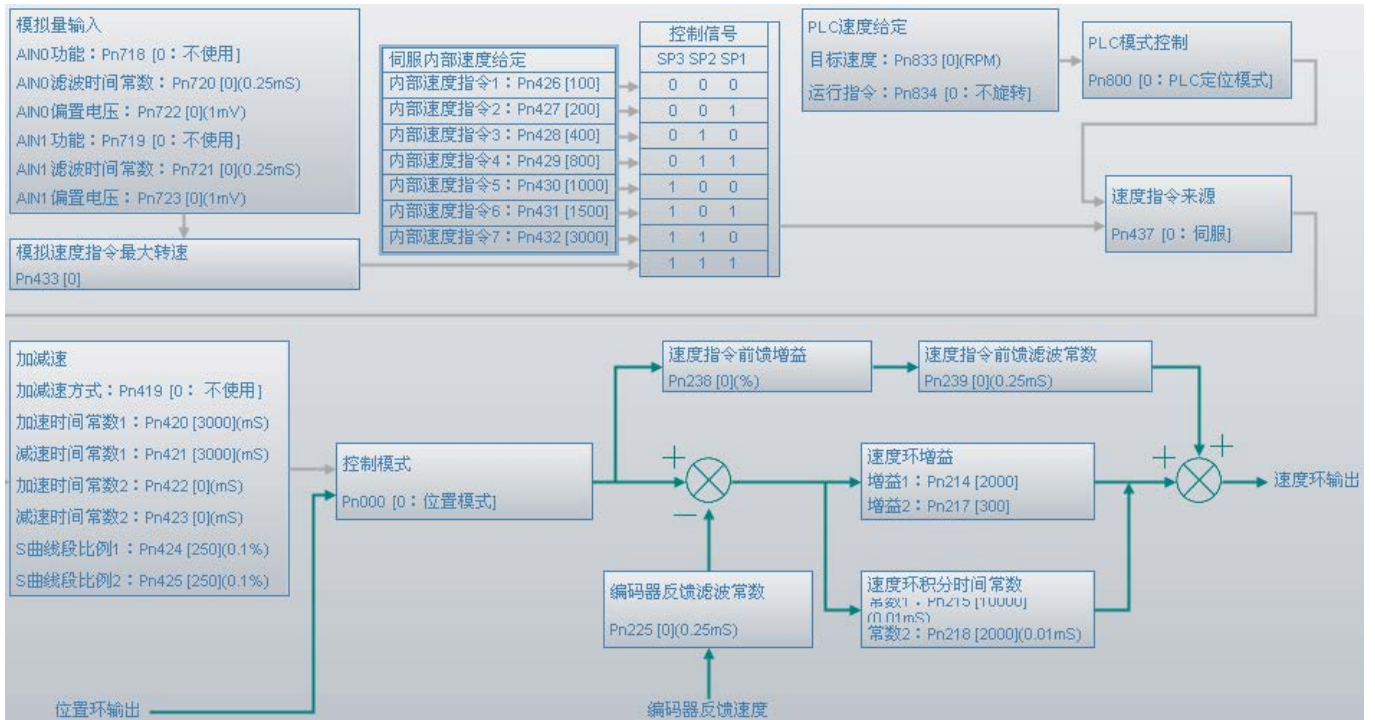 模拟量输入
AIN0功能：Pn718 [0：不使用]
AIN0滤波时间常数：Pn720 [0](0.25mS)
AIN0偏置电压：Pn722 [0](1mV)
AIN1功能：Pn719 [0：不使用]
AIN1滤波时间常数：Pn721 [0](0.25mS)
AIN1偏置电压：Pn723 [0](1mV)
模拟速度指令最大转速
Pn433 [0]
伺服内部速度给定
内部速度指令1：Pn426 [100]
内部速度指令2：Pn427 [200]
内部速度指令3：Pn428 [400]
内部速度指令4：Pn429 [800]
内部速度指令5：Pn430 [1000]
内部速度指令6：Pn431 [1500]
内部速度指令7：Pn432 [3000]
控制信号
SP3 SP2 SP1
0 0 0
0 0 1
0 1 0
0 1 1
1 0 0
1 0 1
1 1 0
1 1 1
PLC速度给定
目标速度：Pn833 [0](RPM)
运行指令：Pn834 [0：不旋转]
PLC模式控制
Pn800 [0：PLC定位模式]
速度指令来源
Pn437 [0：伺服]
加减速
加减速方式：Pn419 [0： 不使用]
加速时间常数1：Pn420 [3000](mS)
减速时间常数1：Pn421 [3000](mS)
加速时间常数2：Pn422 [0](mS)
减速时间常数2：Pn423 [0](mS)
S曲线段比例1：Pn424 [250](0.1%)
S曲线段比例2：Pn425 [250](0.1%)
控制模式
Pn000 [0：位置模式]
速度指令前馈增益
Pn238 [0](%)
速度指令前馈滤波常数
Pn239 [0](0.25mS)
速度环增益
增益1：Pn214 [2000]
增益2：Pn217 [300]
速度环积分时间常数
常数1：Pn215 [10000]
(0.01mS)
常数2：Pn218 [2000](0.01mS)
编码器反馈滤波常数
Pn225 [0](0.25mS)
速度环输出
位置环输出
编码器反馈速度